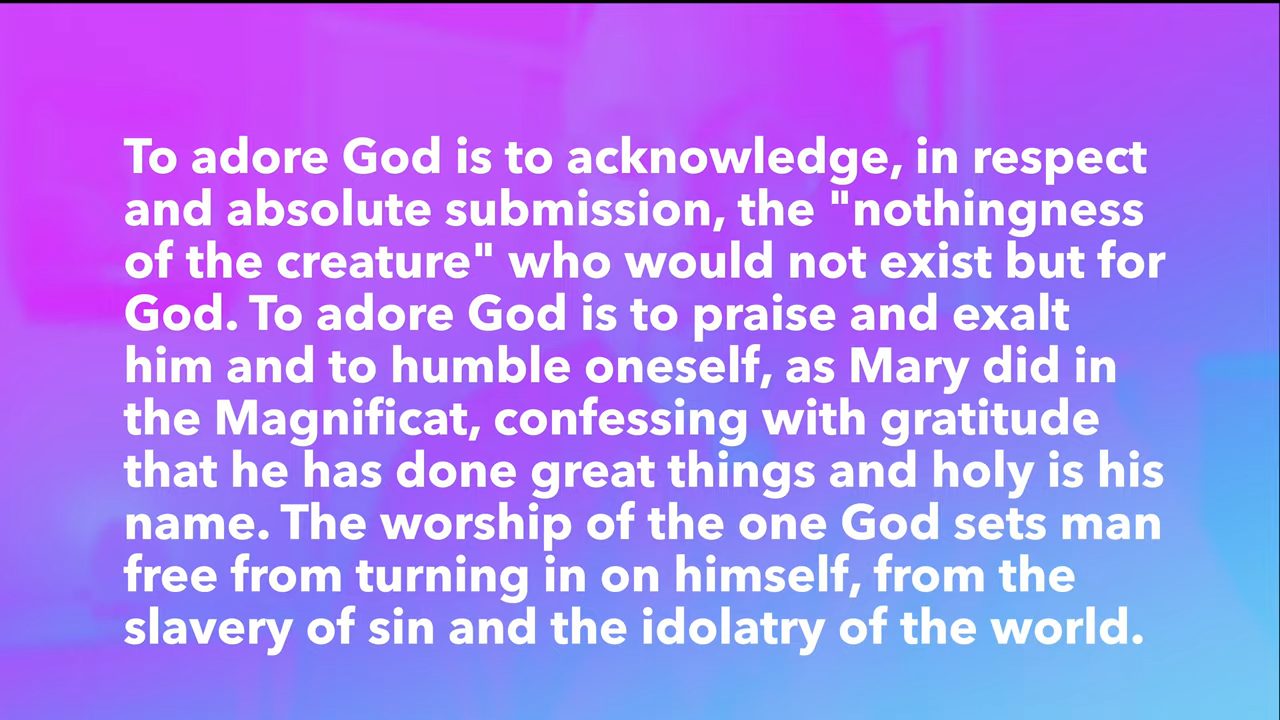 To adore God is to acknowledge, in respect
and absolute submission, the "nothingness
of the creature" who would not exist but for
God. To adore God is to praise and exalt
him and to humble oneself, as Mary did in
the Magnificat, confessing with gratitude
that he has done great things and holy is his
name. The worship of the one God sets man
free from turning in on himself, from the
slavery of sin and the idolatry of the world.